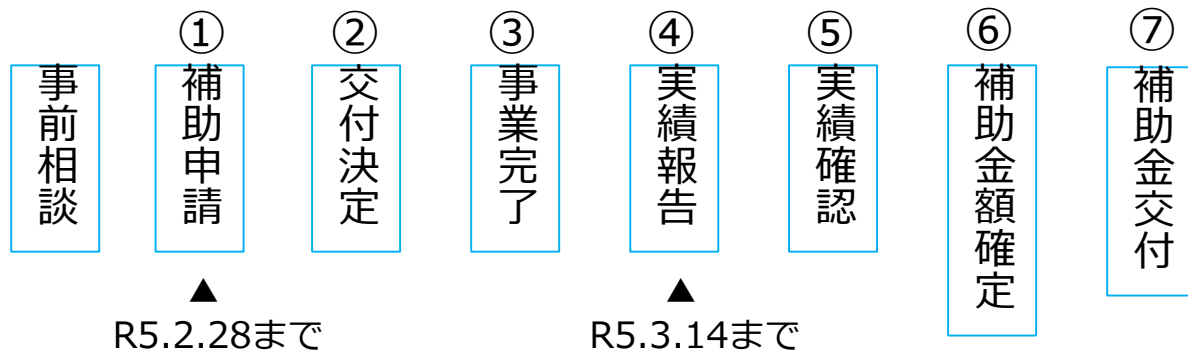 事前相談
①
補助申請
②
交付決定
③
事業完了
④
実績報告
⑤
実績確認
⑥
補助金額確定
⑦
補助金交付
▲
R5.2.28まで
▲
R5.3.14まで